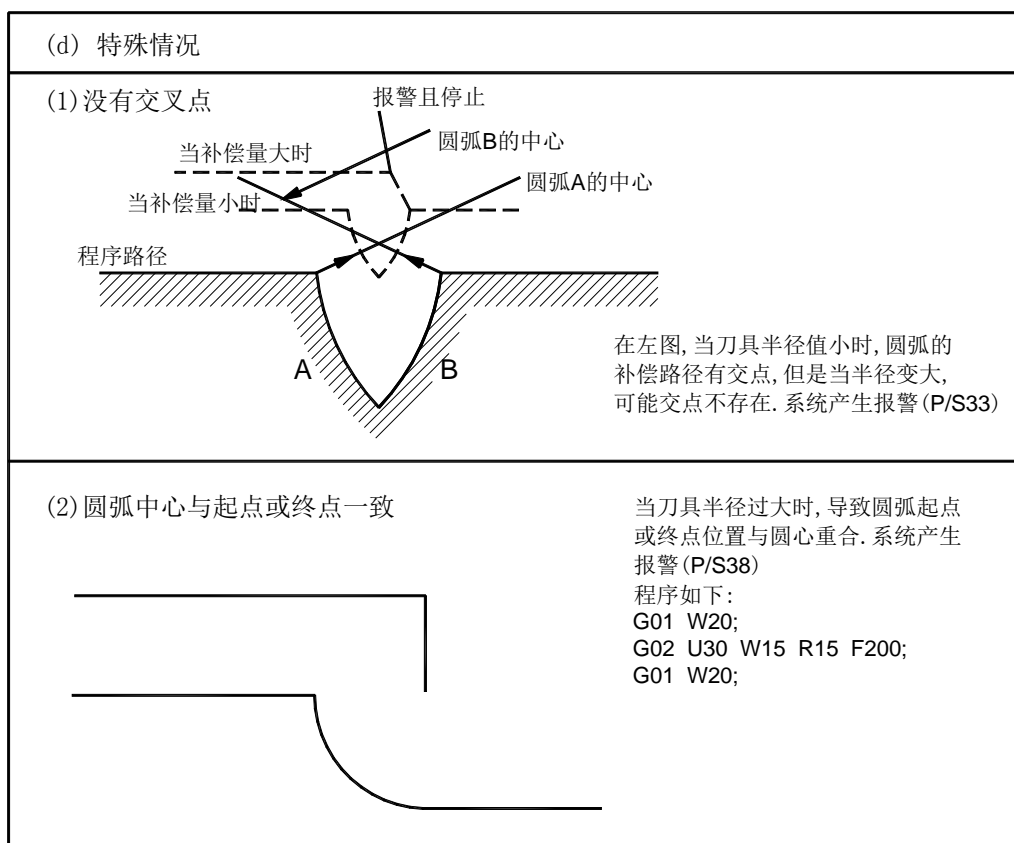 (d) 特殊情况
(1)没有交叉点
报警且停止
圆弧B的中心
当补偿量大时
圆弧A的中心
当补偿量小时
程序路径
A
B
在左图,当刀具半径值小时,圆弧的
补偿路径有交点,但是当半径变大,
可能交点不存在.系统产生报警(P/S33)
(2)圆弧中心与起点或终点一致
当刀具半径过大时,导致圆弧起点
或终点位置与圆心重合.系统产生
报警(P/S38)
程序如下:
G01 W20;
G02 U30 W15 R15 F200;
G01 W20;